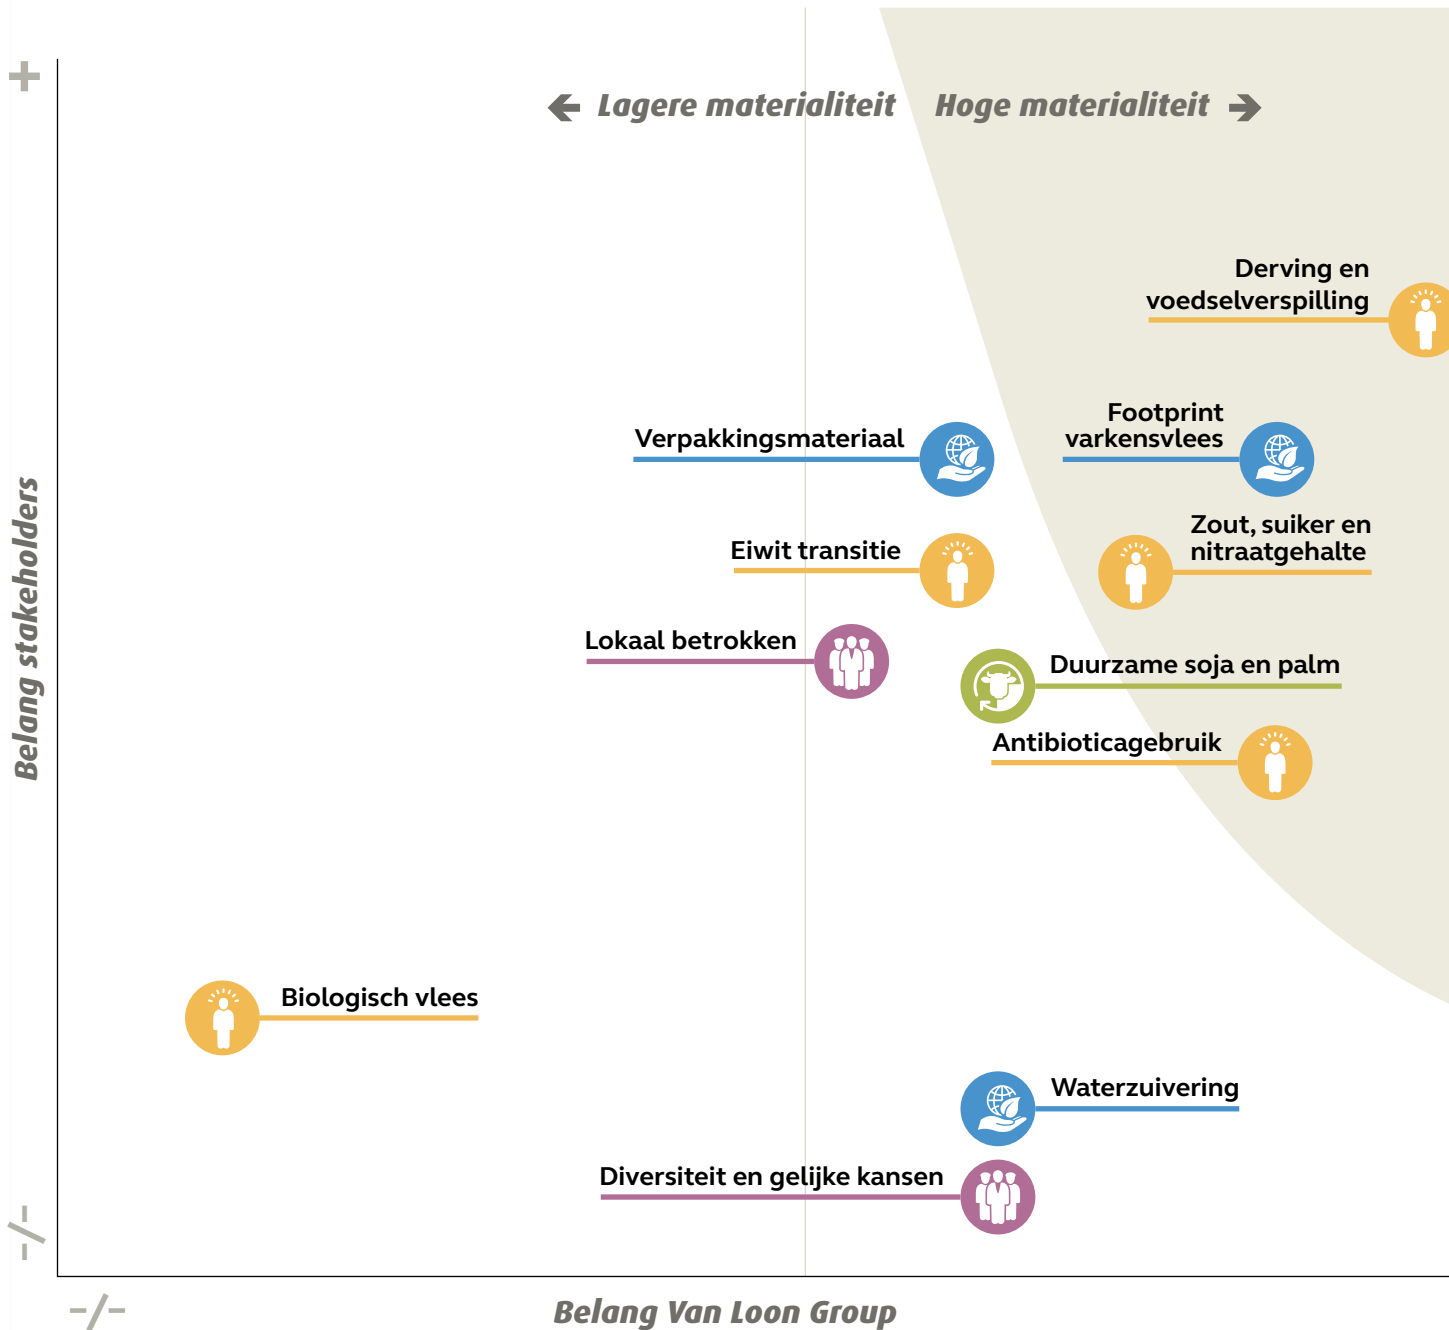 +
Lagere materialiteit
Hoge materialiteit
Derving en
voedselverspilling
Verpakkingsmateriaal
Footprint
varkensvlees
Eiwit transitie
Zout, suiker en
nitraatgehalte
Lokaal betrokken
Duurzame soja en palm
Antibioticagebruik
Belang stakeholders
Biologisch vlees
Waterzuivering
Diversiteit en gelijke kansen
-/-
-/-
Belang Van Loon Group